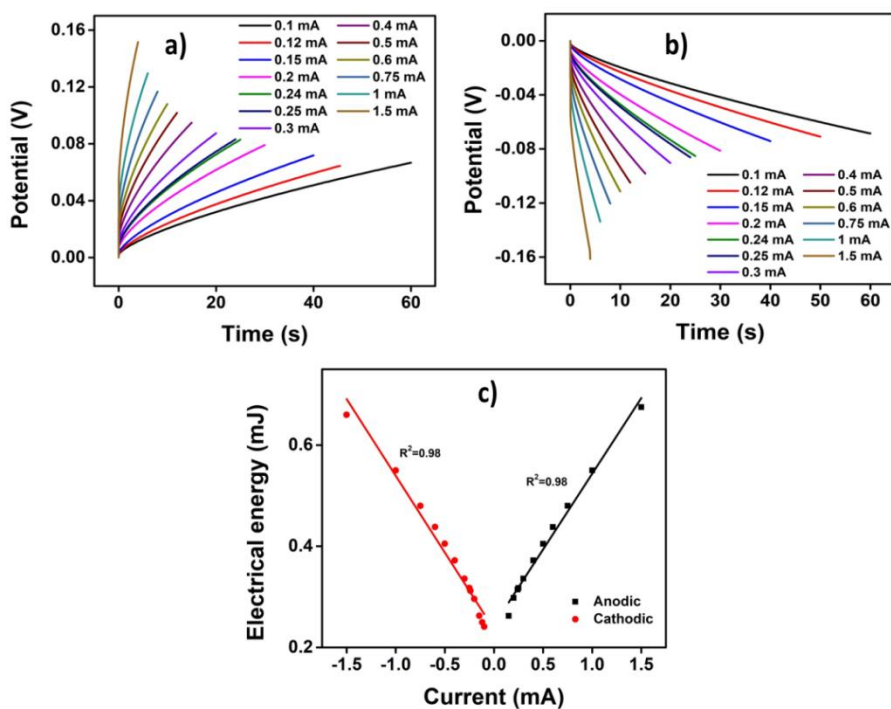 a)
0.1 mA
0.12 mA
0.15 mA
0.2 mA
0.24 mA
0.25 mA
0.3 mA
0.4 mA
0.5 mA
0.6 mA
0.75 mA
1 mA
1.5 mA
Potential (V)
0.16
0.12
0.08
0.04
0.00
0 20 40 60
Time (s)
b)
0.1 mA
0.12 mA
0.15 mA
0.2 mA
0.24 mA
0.25 mA
0.3 mA
0.4 mA
0.5 mA
0.6 mA
0.75 mA
1 mA
1.5 mA
Potential (V)
0.00
-0.04
-0.08
-0.12
-0.16
0 10 20 30 40 50 60
Time (s)
c)
R²=0.98
R²=0.98
Anodic
Cathodic
Electrical energy (mJ)
0.6
0.4
0.2
-1.5 -1.0 -0.5 0.0 0.5 1.0 1.5
Current (mA)